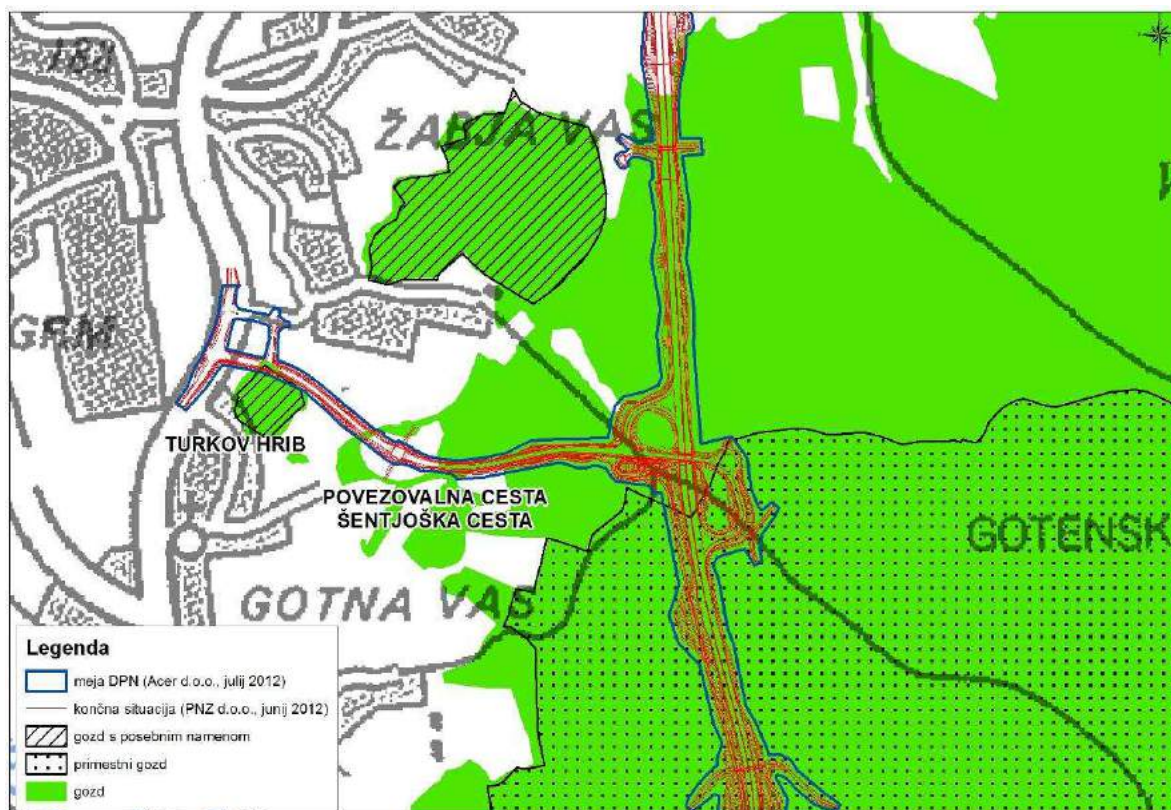 188
ŽABJA VAS
GRM
TURKOV HRIB
POVEZOVALNA CESTA
ŠENTJOŠKA CESTA
GOTENSK
GOTNA VAS
Legenda
meja DPN (Acer d.o.o., julij 2012)
končna situacija (PNZ d.o.o., junij 2012)
gozd s posebnim namenom
primestni gozd
gozd